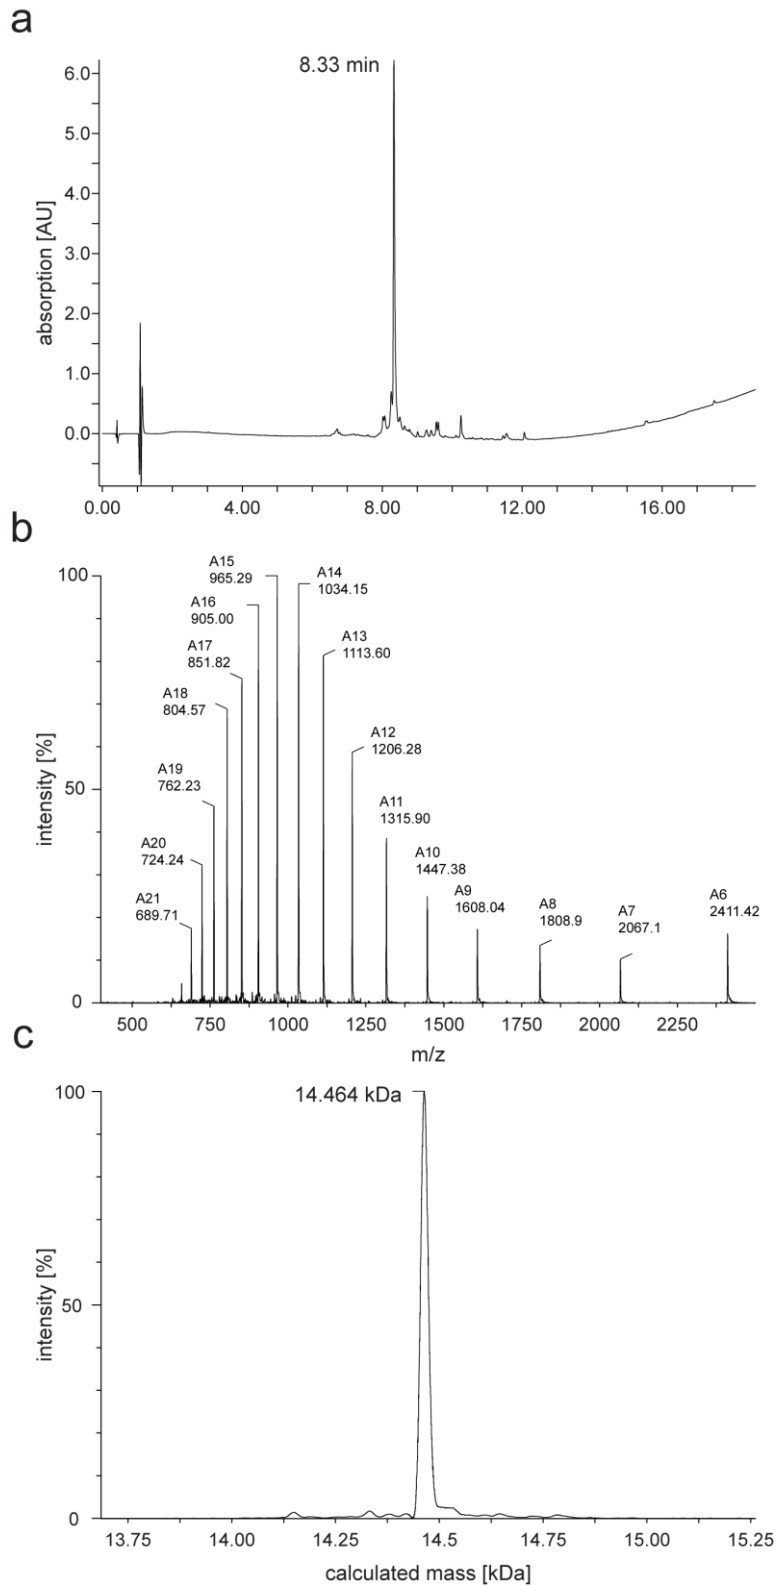 a
8.33 min
6.0
5.0
4.0
3.0
2.0
1.0
0.0
absorption [AU]
0.00 4.00 8.00 12.00 16.00
b
A15
965.29
A14
1034.15
A16
905.00
A13
1113.60
A17
851.82
A18
804.57
A12
1206.28
A19
762.23
A11
1315.90
A20
724.24
A10
1447.38
A21
689.71
A9
1608.04
A8
1808.9
A7
2067.1
A6
2411.42
100
50
0
intensity [%]
500 750 1000 1250 1500 1750 2000 2250
m/z
c
14.464 kDa
100
50
0
intensity [%]
13.75 14.00 14.25 14.5 14.75 15.00 15.25
calculated mass [kDa]